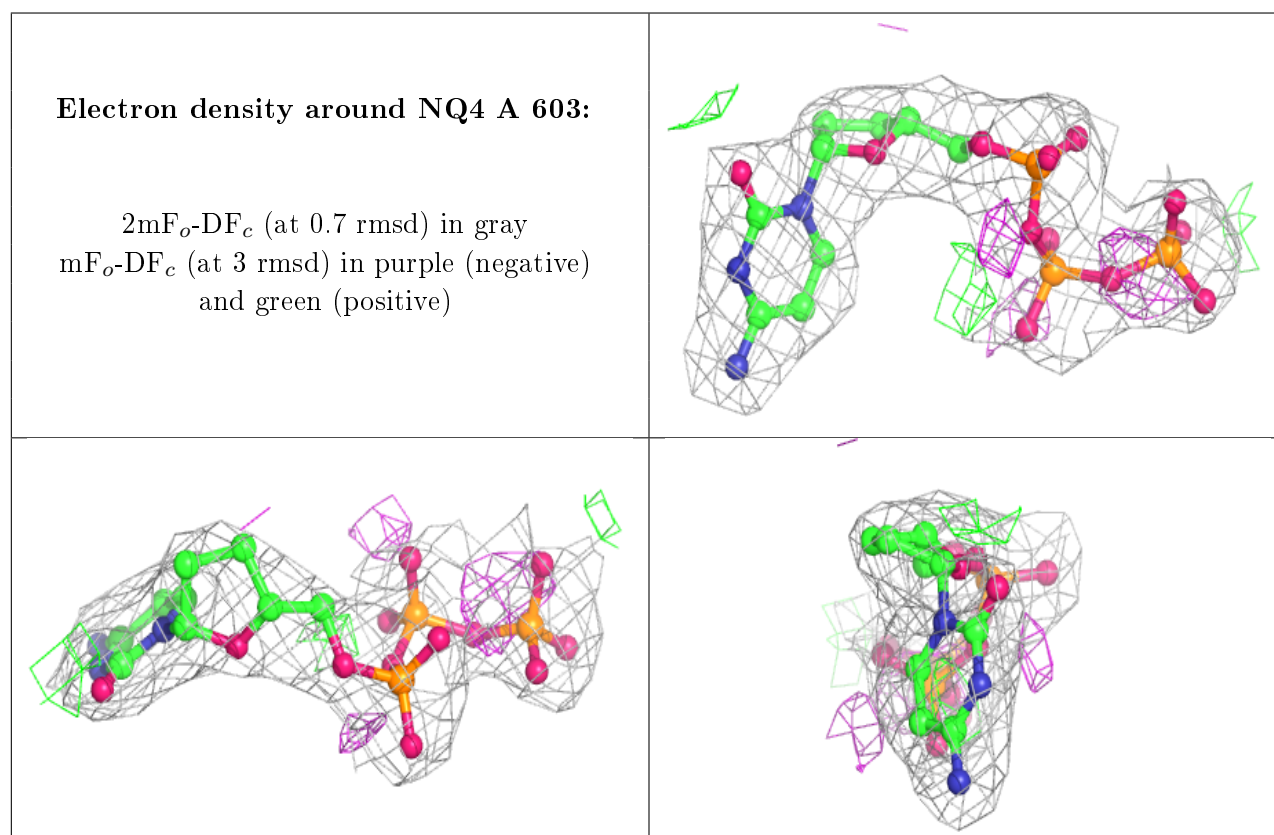 Electron density around NQ4 A 603:
2mFo-DFc (at 0.7 rmsd) in gray
mFo-DFc (at 3 rmsd) in purple (negative)
and green (positive)